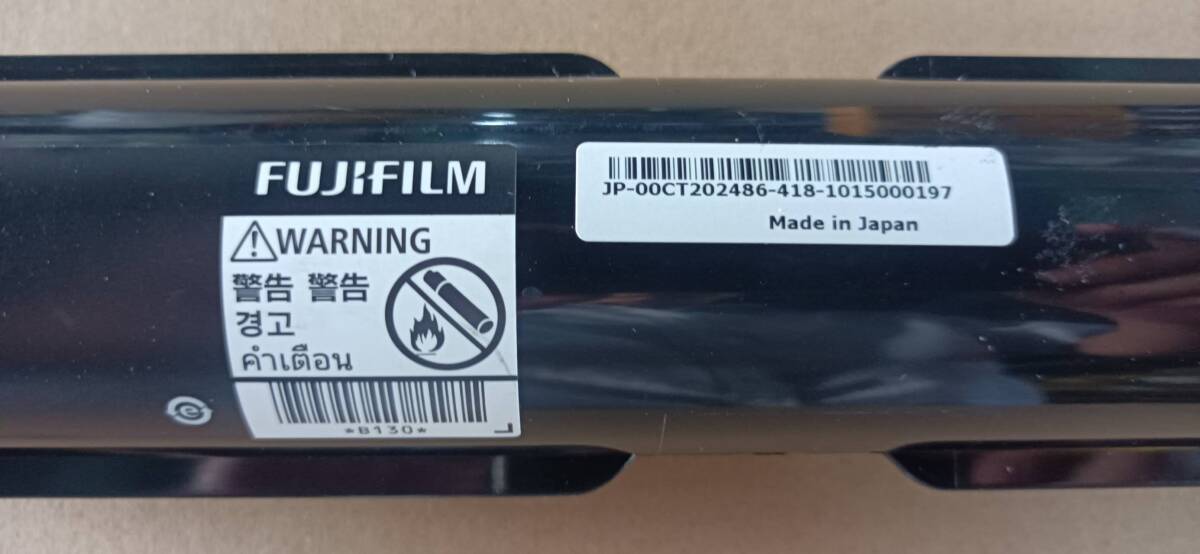 FUJIFILM
WARNING
警告 警告
경고
คำเตือน
*B130*
JP-00CT202486-418-1015000197
Made in Japan